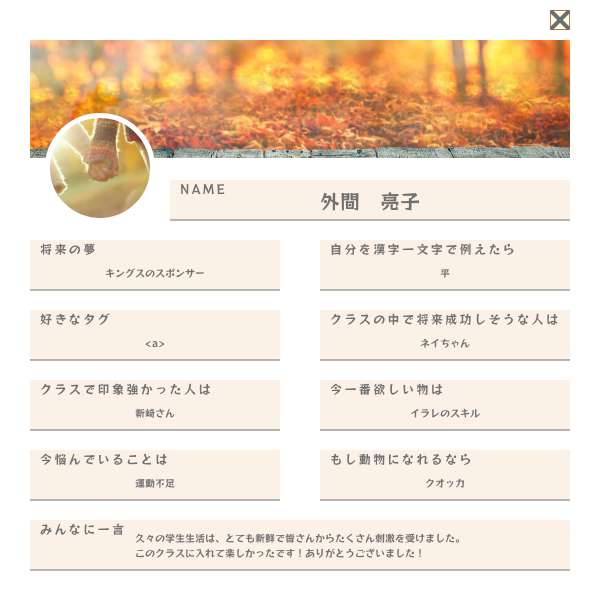 NAME
外間　亮子
将来の夢
キングスのスポンサー
自分を漢字一文字で例えたら
平
好きなタグ
<a>
クラスの中で将来成功しそうな人は
ネイちゃん
クラスで印象強かった人は
新崎さん
今一番欲しい物は
イラレのスキル
今悩んでいることは
運動不足
もし動物になれるなら
クオッカ
みんなに一言
久々の学生生活は、とても新鮮で皆さんからたくさん刺激を受けました。
このクラスに入れて楽しかったです！ありがとうございました！